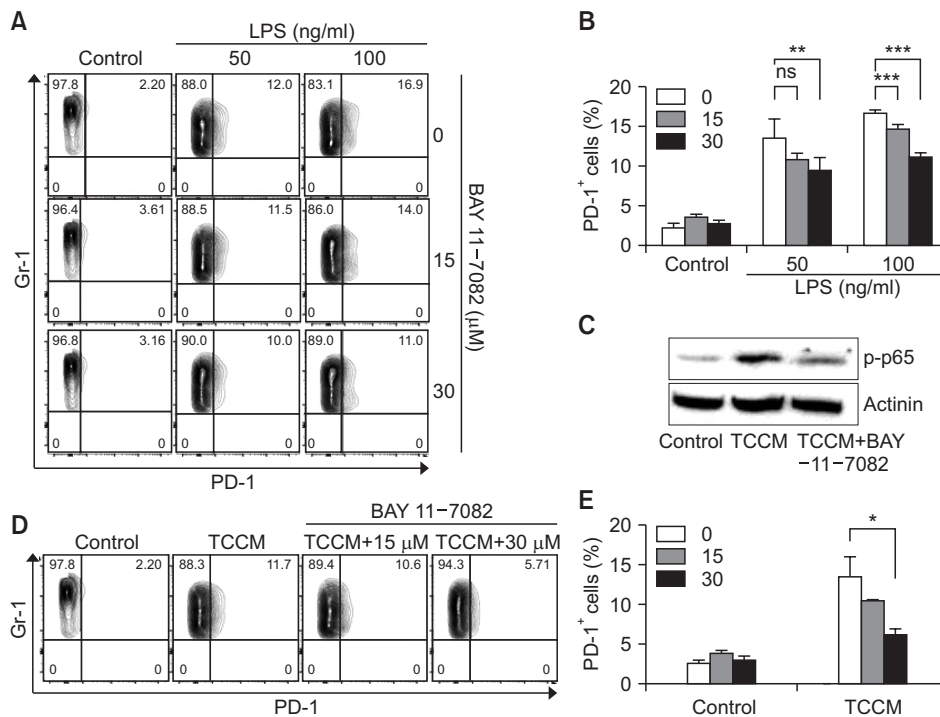 A
LPS (ng/ml)
Control 50 100
97.8 2.20 88.0 12.0 83.1 16.9
0 0 0 0 0 0
0
96.4 3.61 88.5 11.5 86.0 14.0
0 0 0 0 0 0
15
96.8 3.16 90.0 10.0 89.0 11.0
0 0 0 0 0 0
30
BAY 11-7082 (μM)
Gr-1
PD-1
B
** ***
ns ***
20
15
10
5
0
PD-1+ cells (%)
0
15
30
Control 50 100
LPS (ng/ml)
C
p-p65
Actinin
Control TCCM TCCM+BAY
-11-7082
D
BAY 11-7082
Control TCCM TCCM+15 μM TCCM+30 μM
97.8 2.20 88.3 11.7 89.4 10.6 94.3 5.71
0 0 0 0 0 0 0 0
Gr-1
PD-1
E
*
20
15
10
5
0
PD-1+ cells (%)
0
15
30
Control TCCM